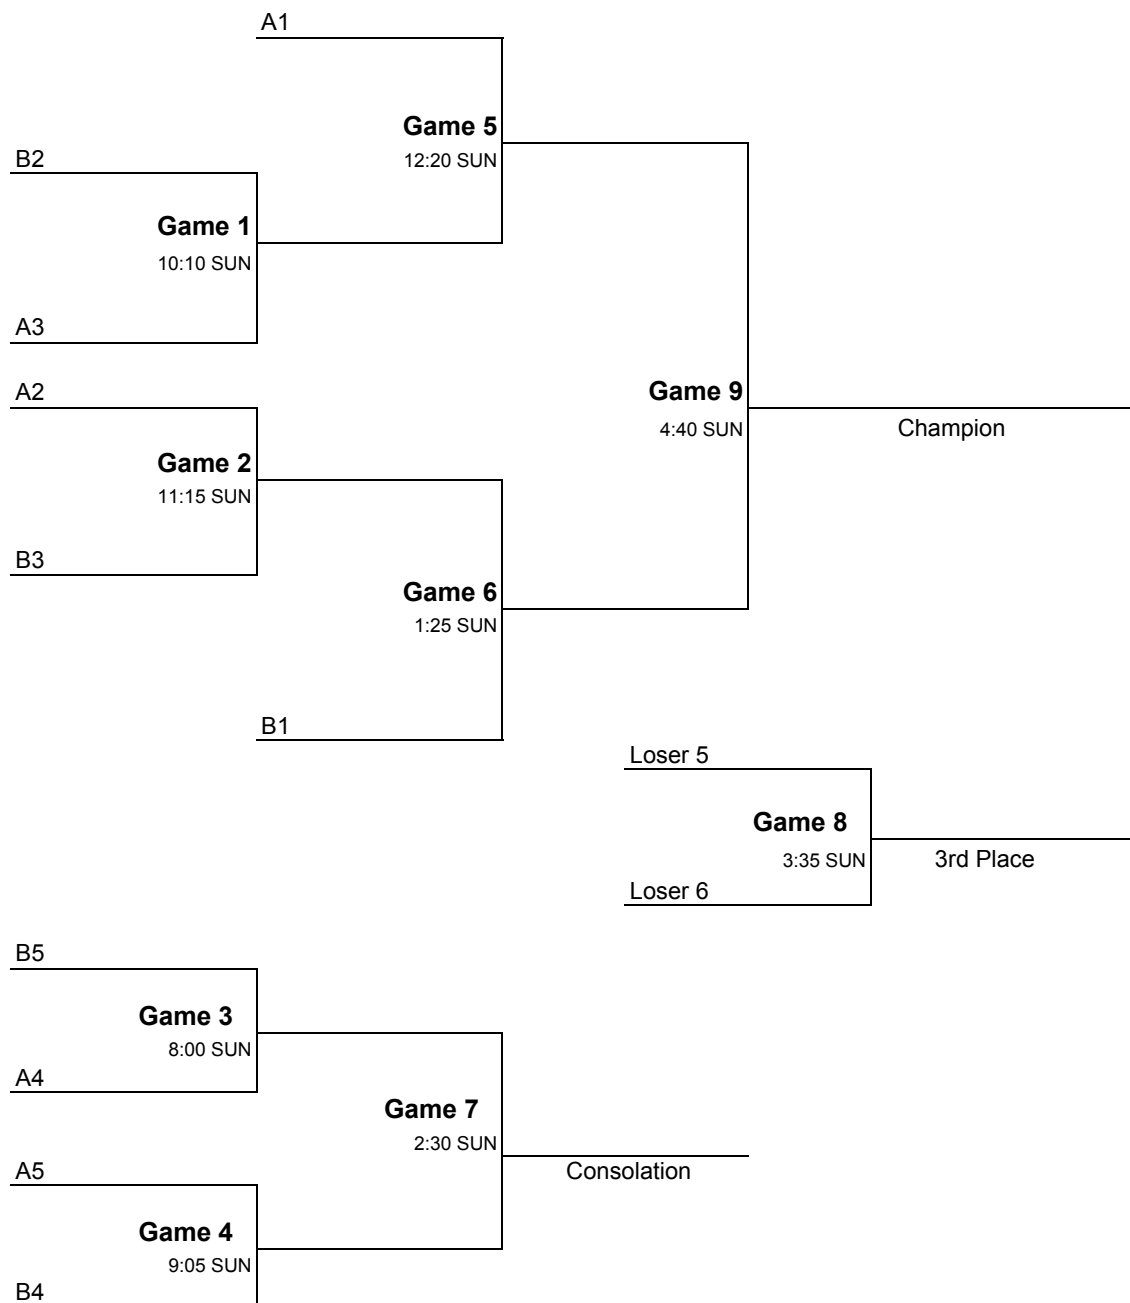 A1
Game 5
12:20 SUN
B2
Game 1
10:10 SUN
A3
A2
Game 9
4:40 SUN
Champion
Game 2
11:15 SUN
B3
Game 6
1:25 SUN
B1
Loser 5
Game 8
3:35 SUN
3rd Place
Loser 6
B5
Game 3
8:00 SUN
A4
Game 7
2:30 SUN
Consolation
A5
Game 4
9:05 SUN
B4